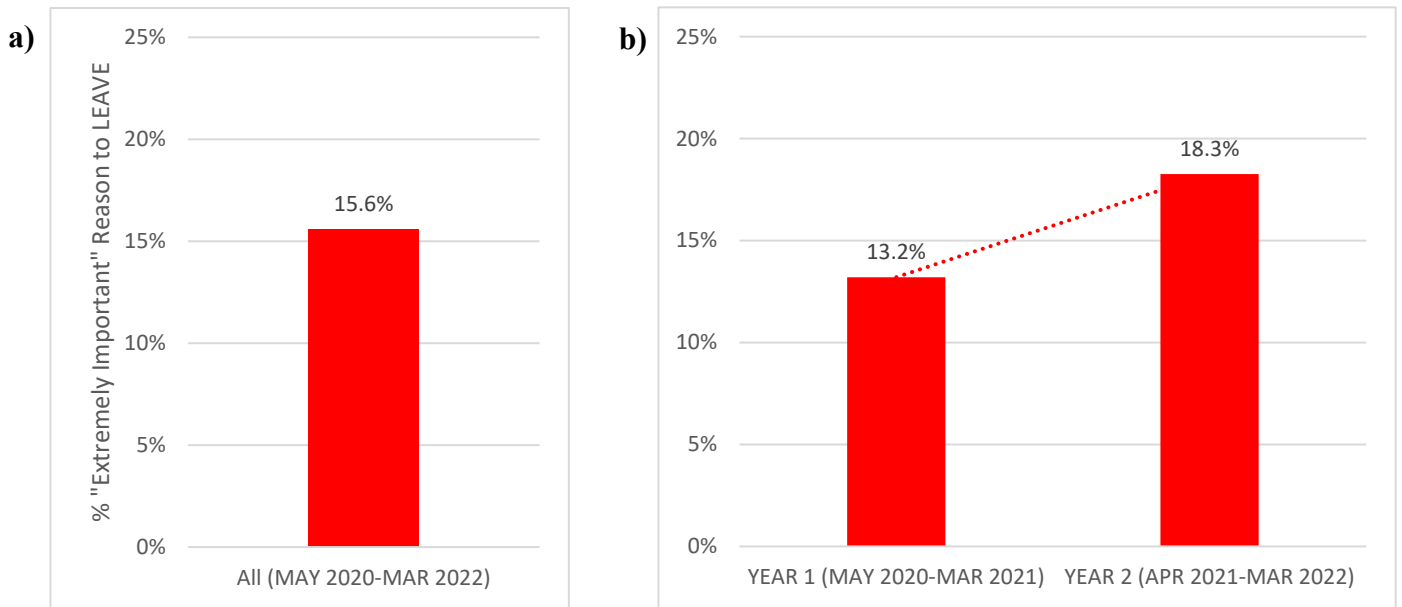 a)
% "Extremely Important" Reason to LEAVE
25%
20%
15%
10%
5%
0%
15.6%
All (MAY 2020-MAR 2022)
b)
25%
20%
15%
10%
5%
0%
13.2%
18.3%
YEAR 1 (MAY 2020-MAR 2021)
YEAR 2 (APR 2021-MAR 2022)